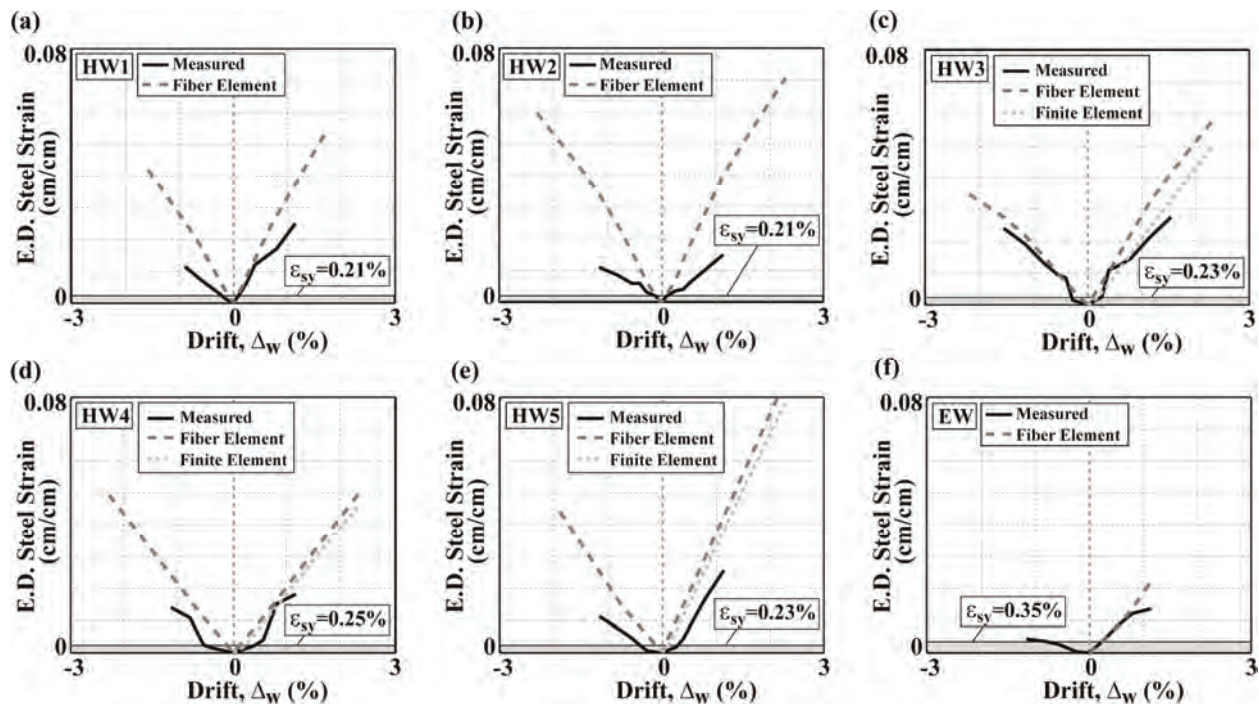 (a)
0.08
HW1
Measured
Fiber Element
E.D. Steel Strain
(cm/cm)
εsy=0.21%
0
-3
0
3
Drift, ΔW (%)
(b)
0.08
HW2
Measured
Fiber Element
E.D. Steel Strain
(cm/cm)
εsy=0.21%
0
-3
0
3
Drift, ΔW (%)
(c)
0.08
HW3
Measured
Fiber Element
Finite Element
E.D. Steel Strain
(cm/cm)
εsy=0.23%
0
-3
0
3
Drift, ΔW (%)
(d)
0.08
HW4
Measured
Fiber Element
Finite Element
E.D. Steel Strain
(cm/cm)
εsy=0.25%
0
-3
0
3
Drift, ΔW (%)
(e)
0.08
HW5
Measured
Fiber Element
Finite Element
E.D. Steel Strain
(cm/cm)
εsy=0.23%
0
-3
0
3
Drift, ΔW (%)
(f)
0.08
EW
Measured
Fiber Element
E.D. Steel Strain
(cm/cm)
εsy=0.35%
0
-3
0
3
Drift, ΔW (%)